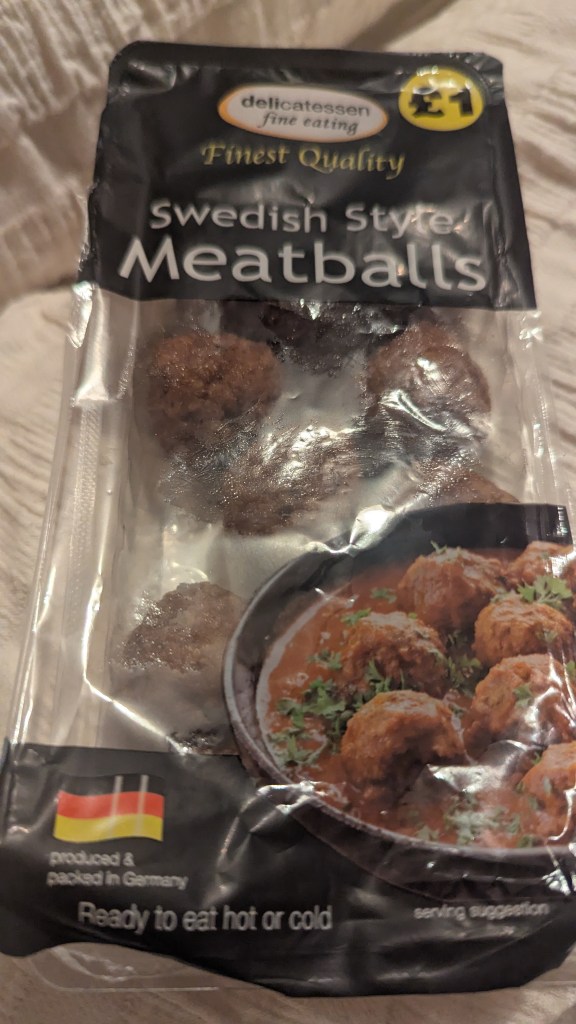 delicatessen
fine eating
£1
Finest Quality
Swedish Style
Meatballs
produced &
packed in Germany
Ready to eat hot or cold
serving suggestion